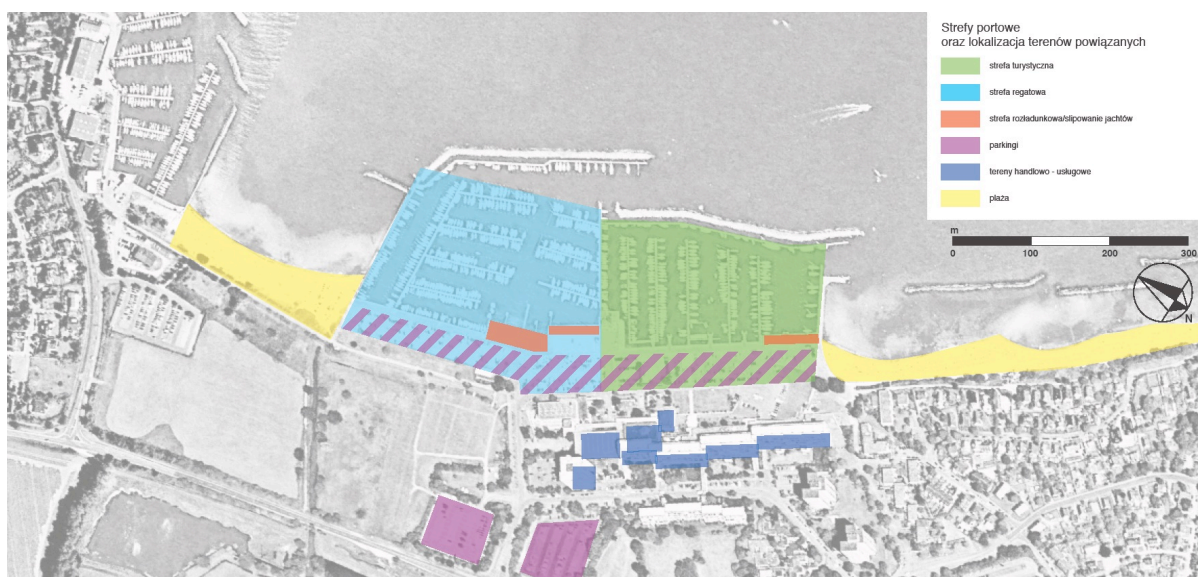 Strefy portowe
oraz lokalizacja terenów powiązanych
strefa turystyczna
strefa regatowa
strefa rozładunkowa/slipowanie jachtów
parkingi
tereny handlowo - usługowe
plaża
m
0 100 200 300
N